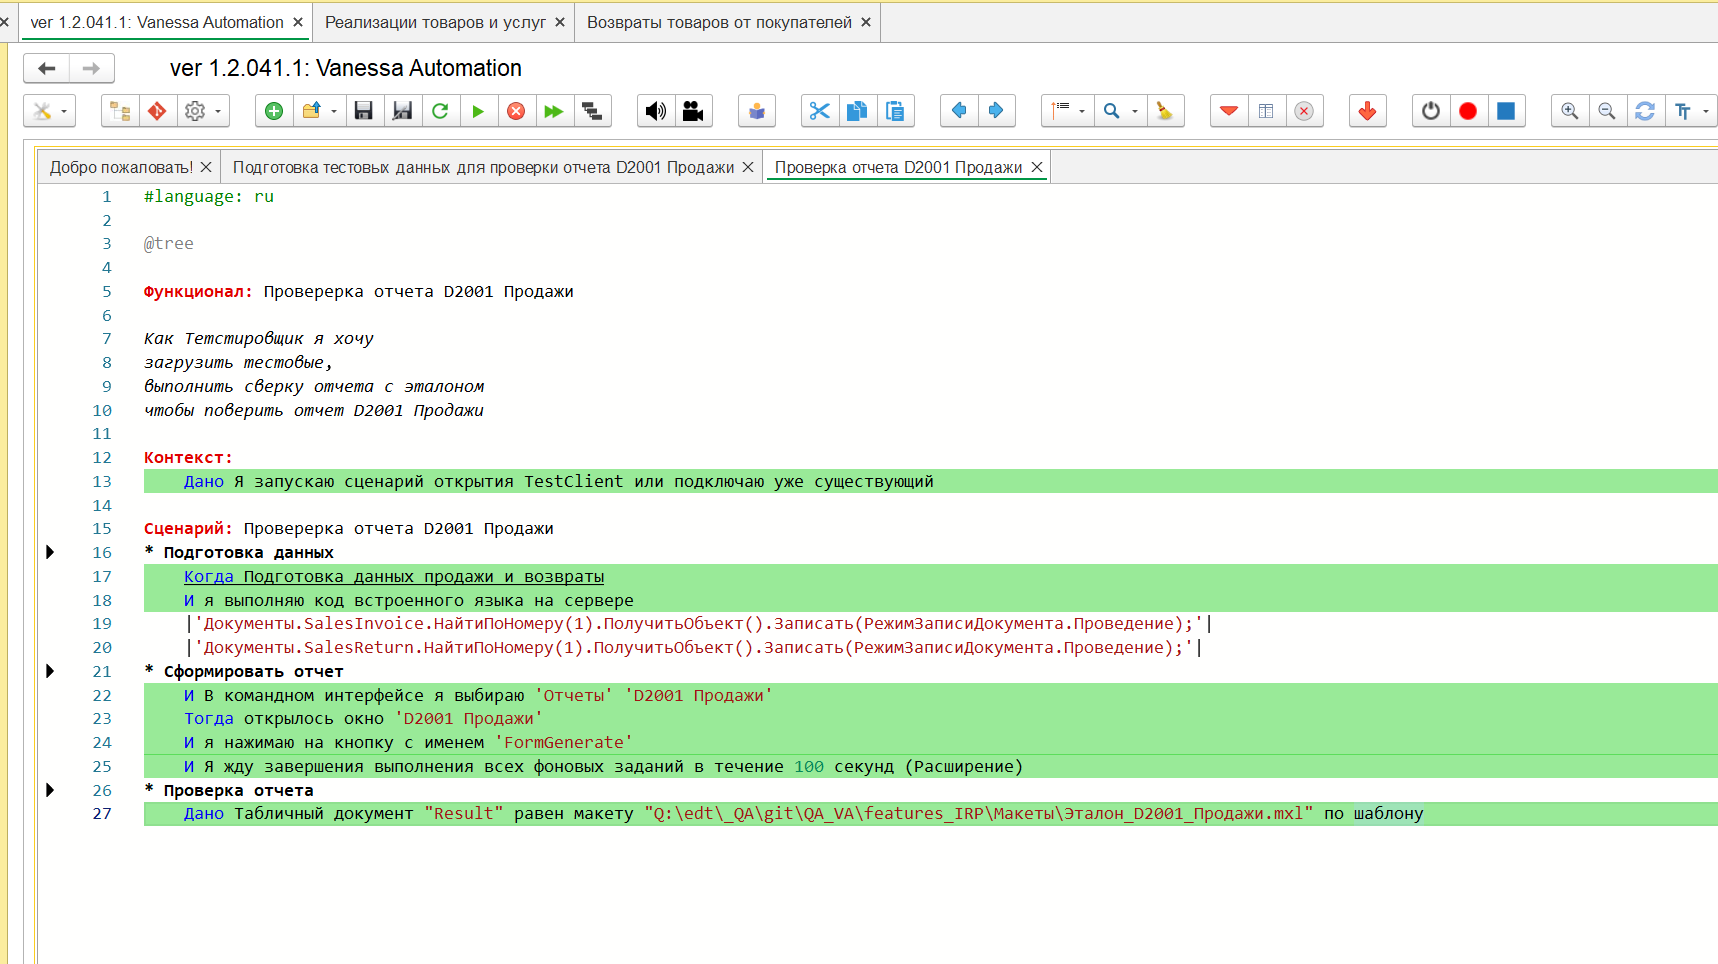 ver 1.2.041.1: Vanessa Automation
Реализации товаров и услуг
Возвраты товаров от покупателей
ver 1.2.041.1: Vanessa Automation
Добро пожаловать!
Подготовка тестовых данных для проверки отчета D2001 Продажи
Проверка отчета D2001 Продажи
1 #language: ru
2
3 @tree
4
5 Функционал: Проверерка отчета D2001 Продажи
6
7 Как Тетстировщик я хочу
8 загрузить тестовые,
9 выполнить сверку отчета с эталоном
10 чтобы поверить отчет D2001 Продажи
11
12 Контекст:
13 Дано Я запускаю сценарий открытия TestClient или подключаю уже существующий
14
15 Сценарий: Проверерка отчета D2001 Продажи
16 * Подготовка данных
17 Когда Подготовка данных продажи и возвраты
18 И я выполняю код встроенного языка на сервере
19 |'Документы.SalesInvoice.НайтиПоНомеру(1).ПолучитьОбъект().Записать(РежимЗаписиДокумента.Проведение);'|
20 |'Документы.SalesReturn.НайтиПоНомеру(1).ПолучитьОбъект().Записать(РежимЗаписиДокумента.Проведение);'|
21 * Сформировать отчет
22 И В командном интерфейсе я выбираю 'Отчеты' 'D2001 Продажи'
23 Тогда открылось окно 'D2001 Продажи'
24 И я нажимаю на кнопку с именем 'FormGenerate'
25 И Я жду завершения выполнения всех фоновых заданий в течение 100 секунд (Расширение)
26 * Проверка отчета
27 Дано Табличный документ "Result" равен макету "Q:\edt\_QA\git\QA_VA\features_IRP\Макеты\Эталон_D2001_Продажи.mxl" по шаблону